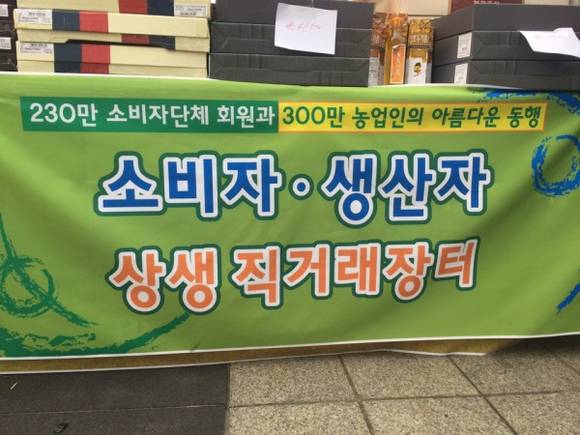 230만 소비자단체 회원과 300만 농업인의 아름다운 동행
소비자·생산자
상생 직거래장터